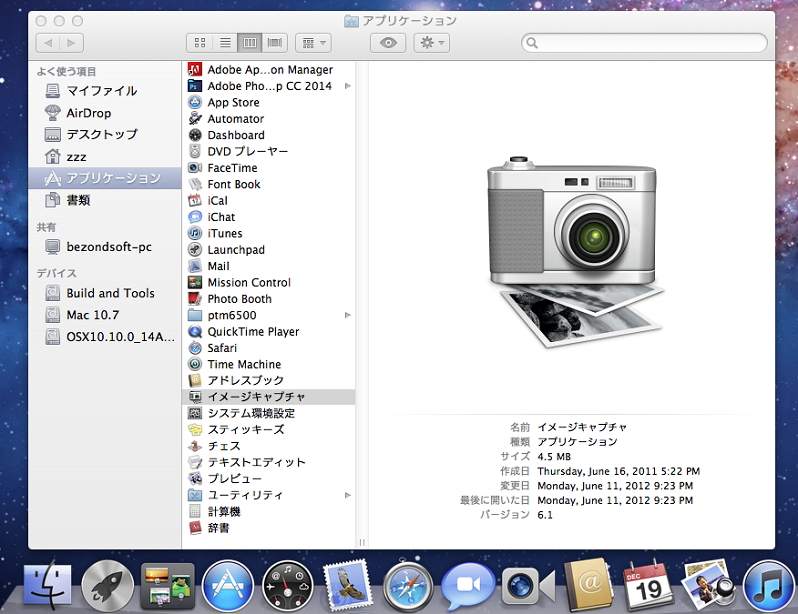 アプリケーション
よく使う項目
マイファイル
AirDrop
デスクトップ
zzz
アプリケーション
書類
共有
bezondsoft-pc
デバイス
Build and Tools
Mac 10.7
OSX10.10.0_14A...
Adobe Ap...on Manager
Adobe Pho...p CC 2014
App Store
Automator
Dashboard
DVD プレーヤー
FaceTime
Font Book
iCal
iChat
iTunes
Launchpad
Mail
Mission Control
Photo Booth
ptm6500
QuickTime Player
Safari
Time Machine
アドレスブック
イメージキャプチャ
システム環境設定
スティッキーズ
チェス
テキストエディット
プレビュー
ユーティリティ
計算機
辞書
名前 イメージキャプチャ
種類 アプリケーション
サイズ 4.5 MB
作成日 Thursday, June 16, 2011 5:22 PM
変更日 Monday, June 11, 2012 9:23 PM
最後に開いた日 Monday, June 11, 2012 9:23 PM
バージョン 6.1
@
DEC
19